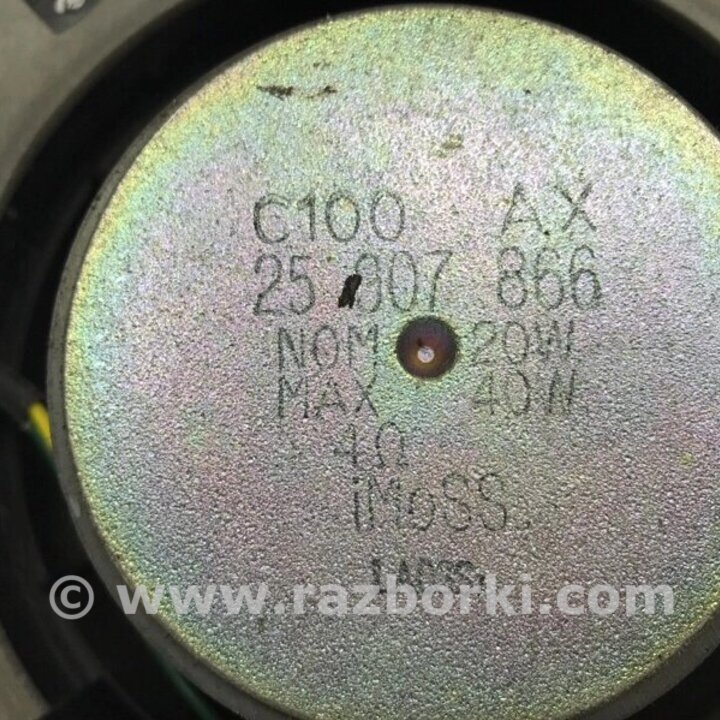 C100 A.X
25 807 866
NOM 20W
MAX 40W
4Ω
iMoSS
© www.razborki.com